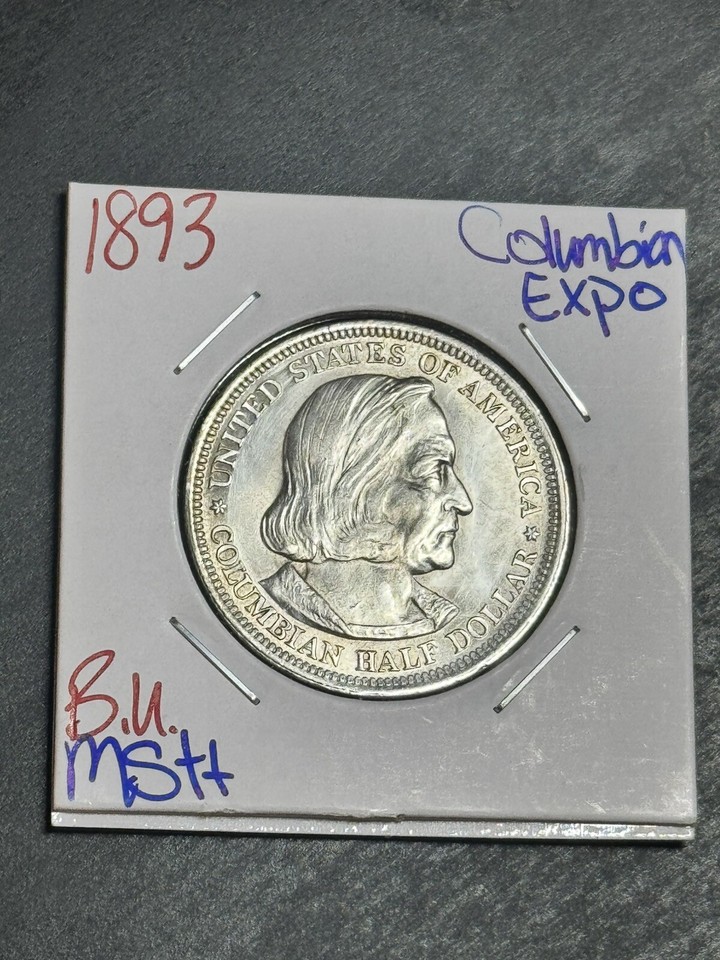 1893
Columbian
Expo
UNITED STATES OF AMERICA
COLUMBIAN HALF DOLLAR
B.U.
MS++